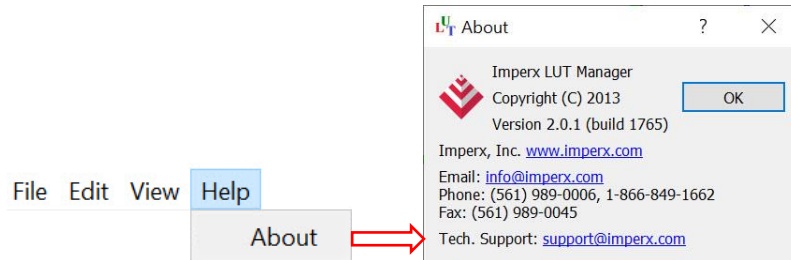 File Edit View Help
About
LUT About ? ×
Imperx LUT Manager
Copyright (C) 2013
OK
Version 2.0.1 (build 1765)
Imperx, Inc. www.imperx.com
Email: info@imperx.com
Phone: (561) 989-0006, 1-866-849-1662
Fax: (561) 989-0045
Tech. Support: support@imperx.com